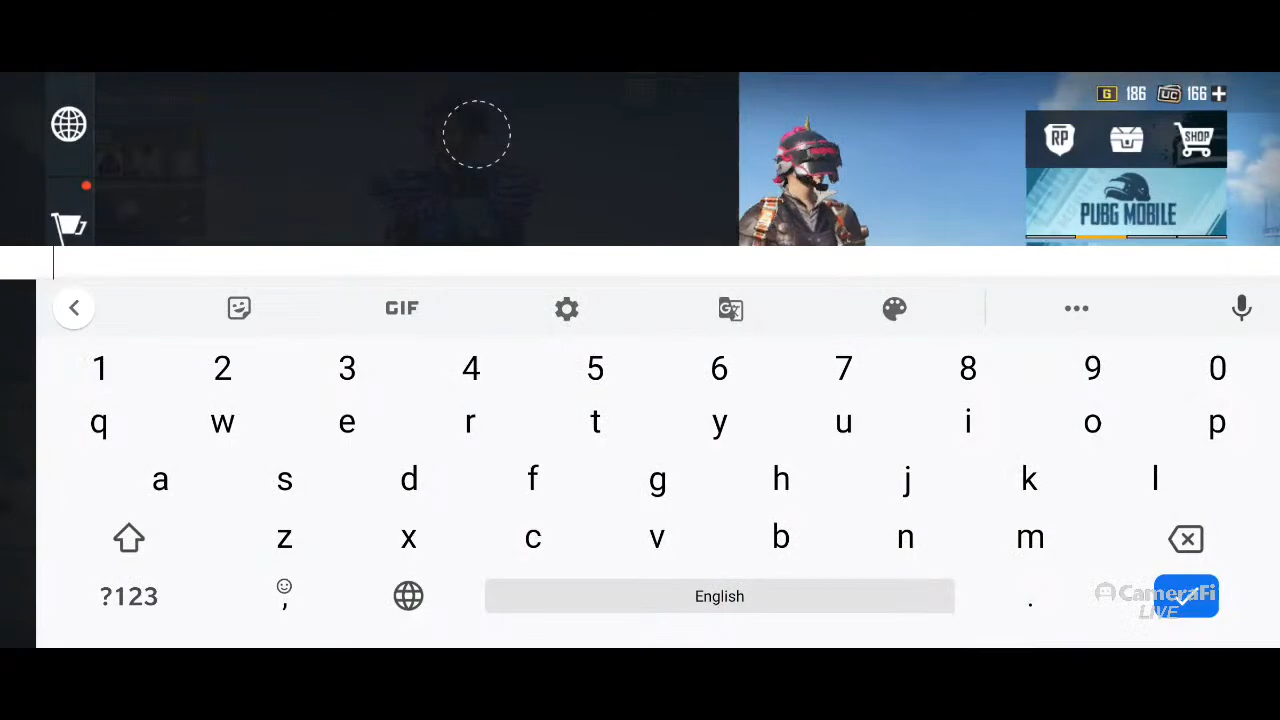 G 186 UC 166
RP SHOP
PUBG MOBILE
GIF
1 2 3 4 5 6 7 8 9 0
q w e r t y u i o p
a s d f g h j k l
z x c v b n m
?123 , English .
CameraFi
LIVE